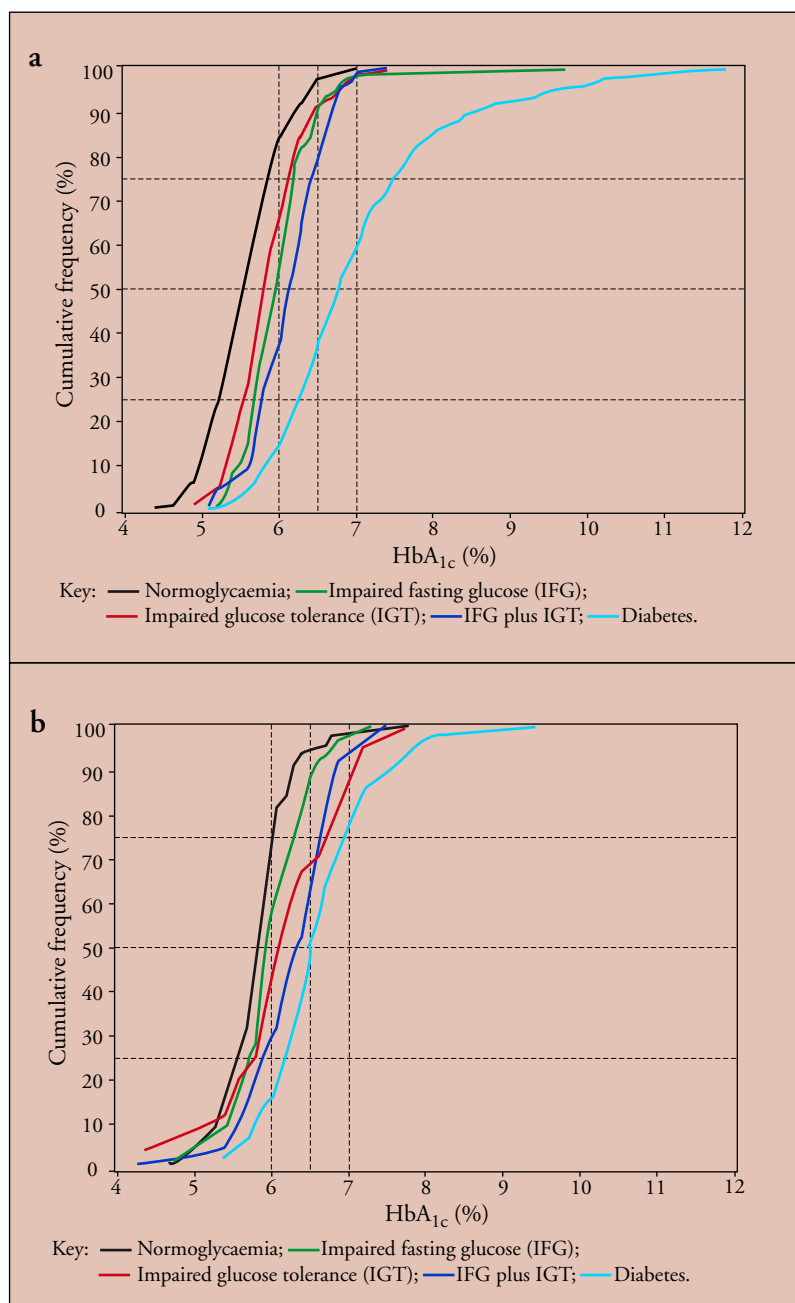 a
100
90
80
70
60
50
40
30
20
10
0
Cumulative frequency (%)
4 5 6 7 8 9 10 11 12
HbA1c (%)
Key: Normoglycaemia; Impaired fasting glucose (IFG);
Impaired glucose tolerance (IGT); IFG plus IGT; Diabetes.
b
100
90
80
70
60
50
40
30
20
10
0
Cumulative frequency (%)
4 5 6 7 8 9 10 11 12
HbA1c (%)
Key: Normoglycaemia; Impaired fasting glucose (IFG);
Impaired glucose tolerance (IGT); IFG plus IGT; Diabetes.